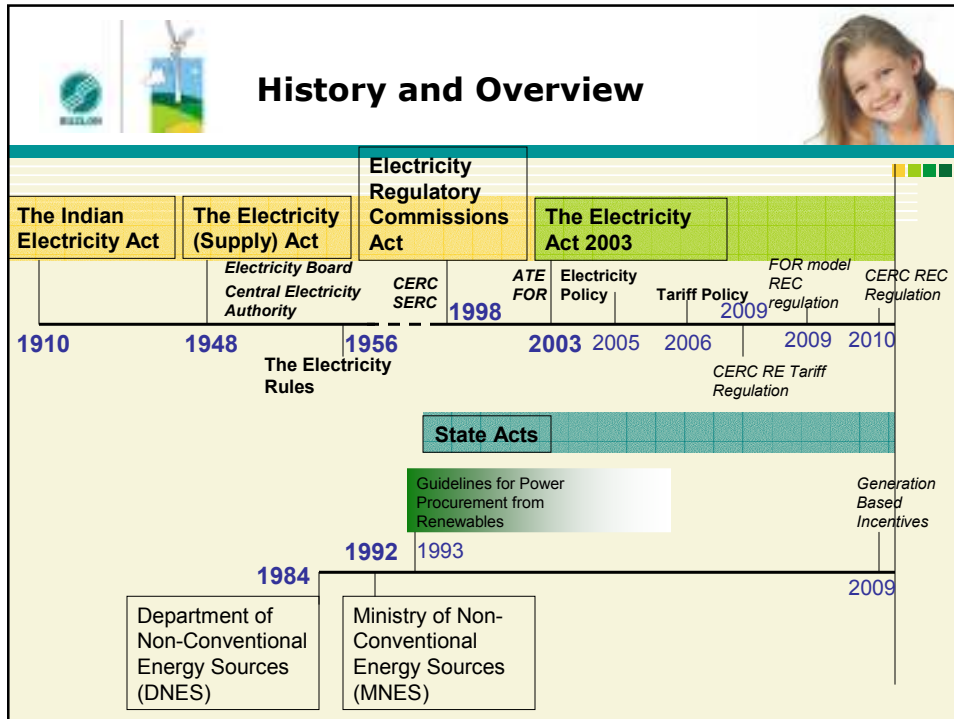 SUZLON
History and Overview
The Indian
Electricity Act
The Electricity
(Supply) Act
Electricity
Regulatory
Commissions
Act
The Electricity
Act 2003
Electricity Board
Central Electricity
Authority
CERC
SERC
ATE
FOR
Electricity
Policy
Tariff Policy
FOR model
REC
regulation
CERC REC
Regulation
1998
2009
1910
1948
1956
2003
2005
2006
2009
2010
The Electricity
Rules
CERC RE Tariff
Regulation
State Acts
Guidelines for Power
Procurement from
Renewables
Generation
Based
Incentives
1992
1993
1984
2009
Department of
Non-Conventional
Energy Sources
(DNES)
Ministry of Non-
Conventional
Energy Sources
(MNES)